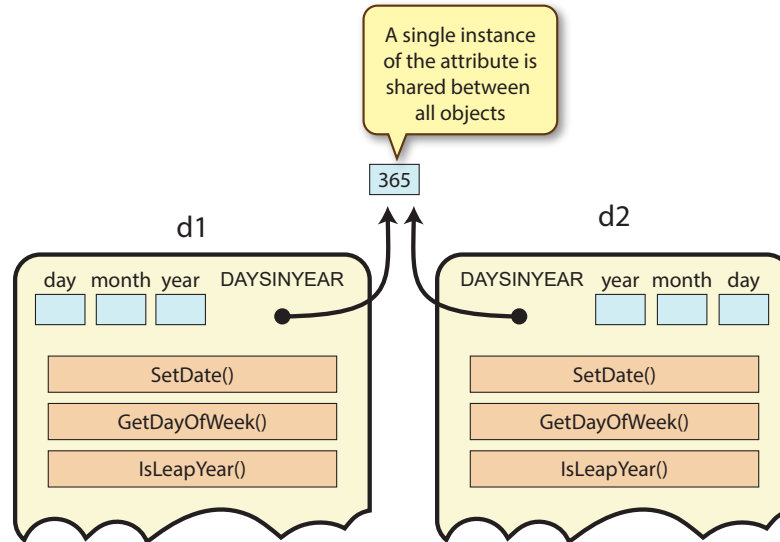 A single instance
of the attribute is
shared between
all objects
365
d1
d2
day month year DAYSINYEAR
DAYSINYEAR year month day
SetDate()
SetDate()
GetDayOfWeek()
GetDayOfWeek()
IsLeapYear()
IsLeapYear()